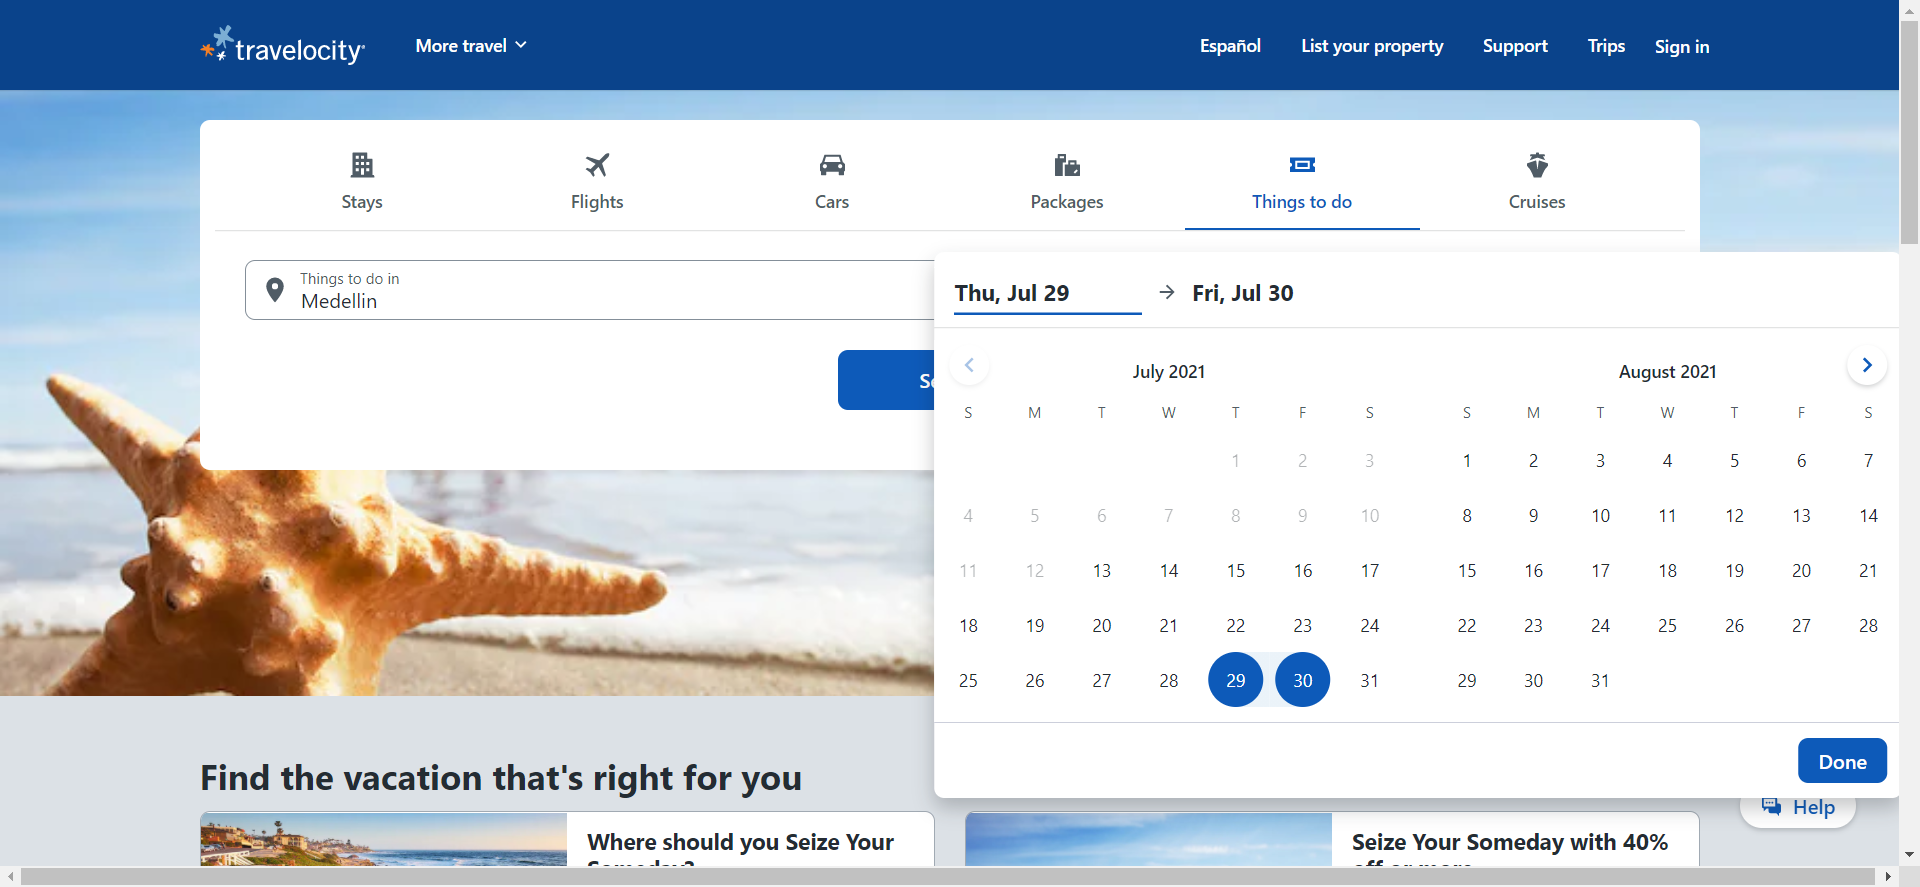 travelocity
More travel
Español
List your property
Support
Trips
Sign in
Stays
Flights
Cars
Packages
Things to do
Cruises
Things to do in
Medellin
Thu, Jul 29
Fri, Jul 30
July 2021
S M T W T F S
1 2 3
4 5 6 7 8 9 10
11 12 13 14 15 16 17
18 19 20 21 22 23 24
25 26 27 28 29 30 31
August 2021
S M T W T F S
1 2 3 4 5 6 7
8 9 10 11 12 13 14
15 16 17 18 19 20 21
22 23 24 25 26 27 28
29 30 31
Done
Help
Find the vacation that's right for you
Where should you Seize Your
Someday?
Seize Your Someday with 40%
off or more